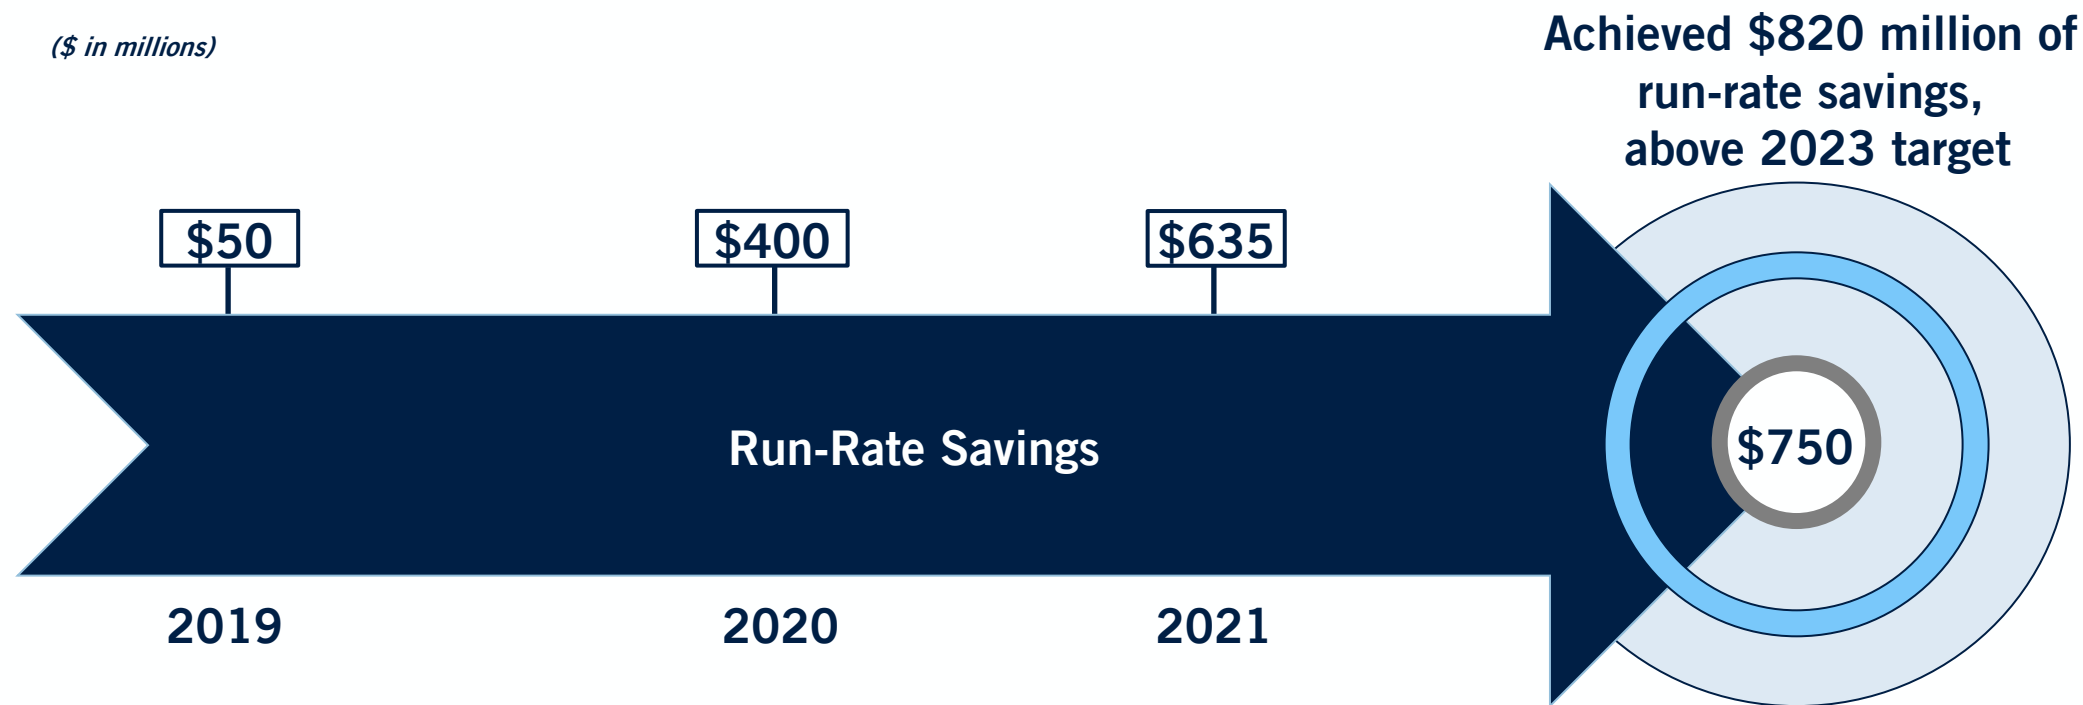 ($ in millions)
Achieved $820 million of
run-rate savings,
above 2023 target
$50
$400
$635
Run-Rate Savings
$750
2019
2020
2021